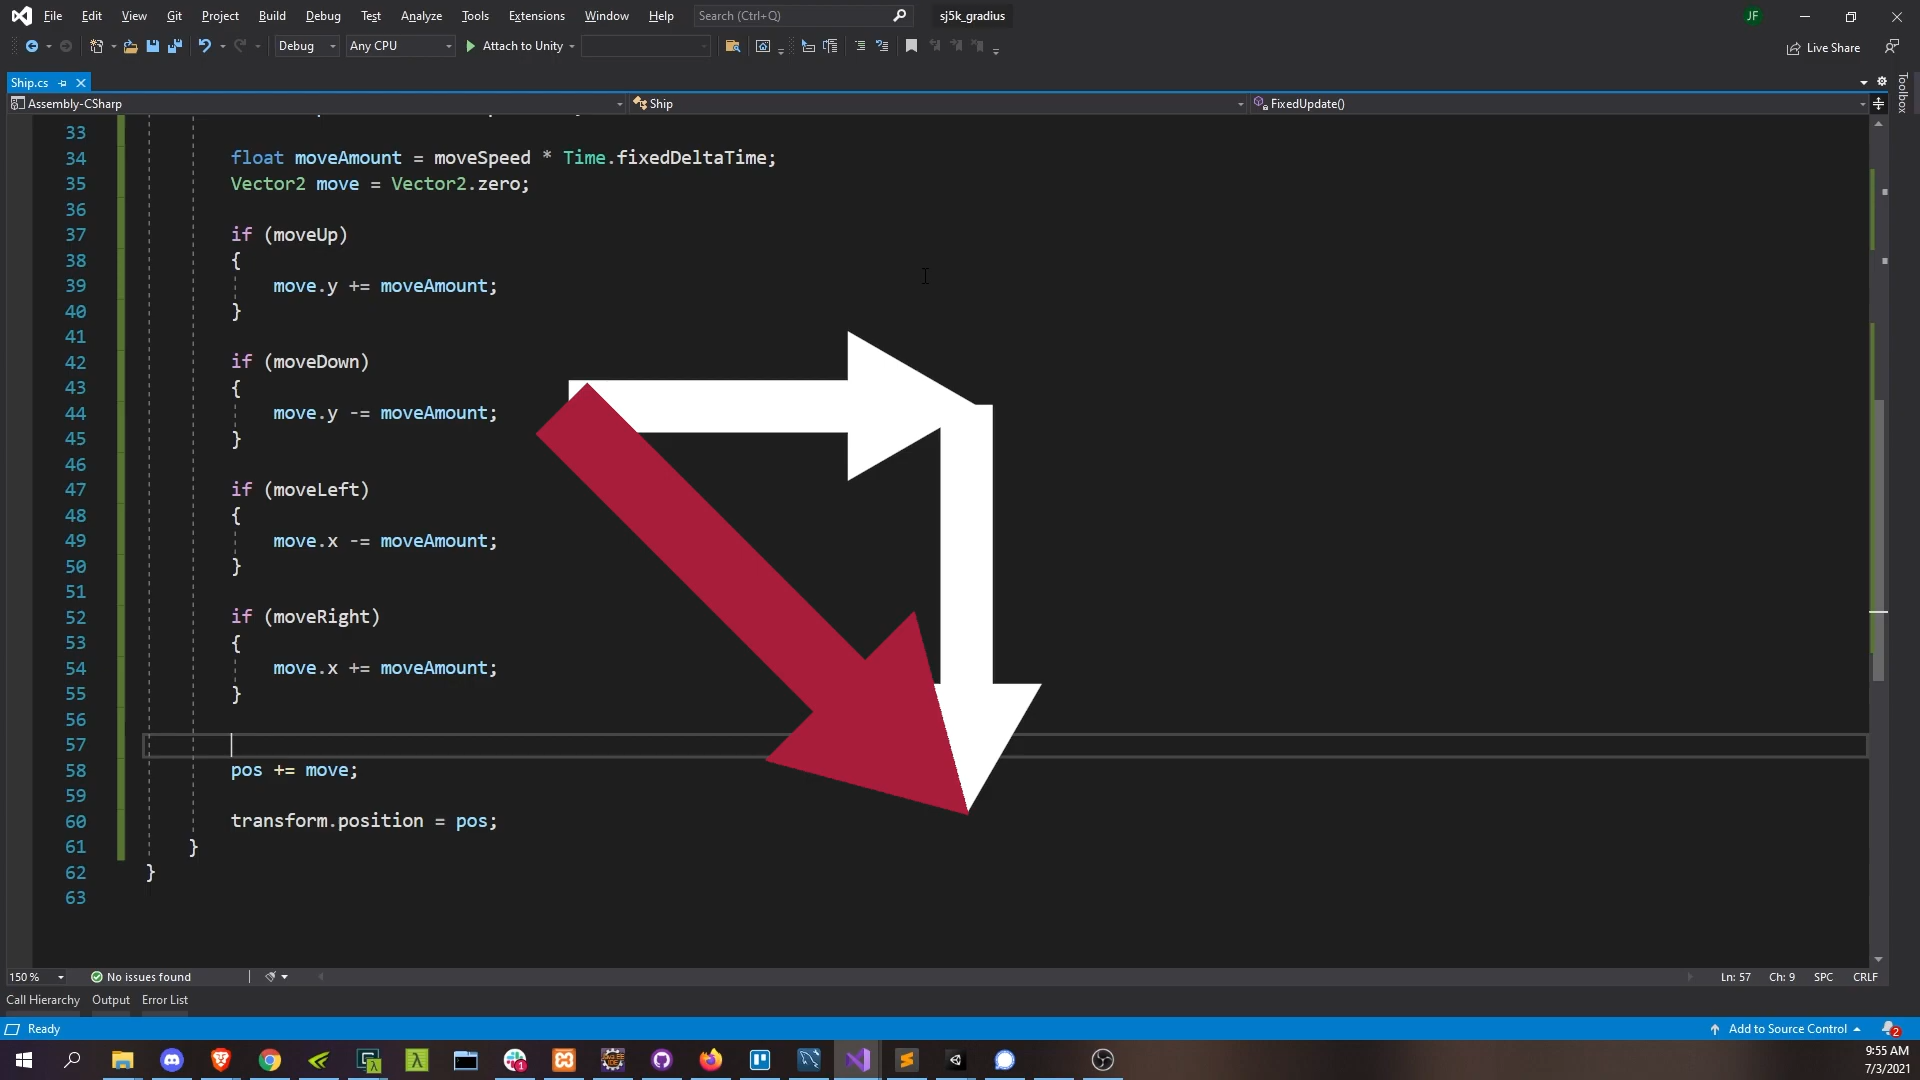 File Edit View Git Project Build Debug Test Analyze Tools Extensions Window Help Search (Ctrl+Q) sj5k_gradius JF
Debug Any CPU Attach to Unity Live Share
Ship.cs
Toolbox
Assembly-CSharp Ship FixedUpdate()
33
34 float moveAmount = moveSpeed * Time.fixedDeltaTime;
35 Vector2 move = Vector2.zero;
36
37 if (moveUp)
38 {
39 move.y += moveAmount;
40 }
41
42 if (moveDown)
43 {
44 move.y -= moveAmount;
45 }
46
47 if (moveLeft)
48 {
49 move.x -= moveAmount;
50 }
51
52 if (moveRight)
53 {
54 move.x += moveAmount;
55 }
56
57
58 pos += move;
59
60 transform.position = pos;
61 }
62 }
63
150 % No issues found Ln: 57 Ch: 9 SPC CRLF
Call Hierarchy Output Error List
Ready Add to Source Control 2
9:55 AM
7/3/2021